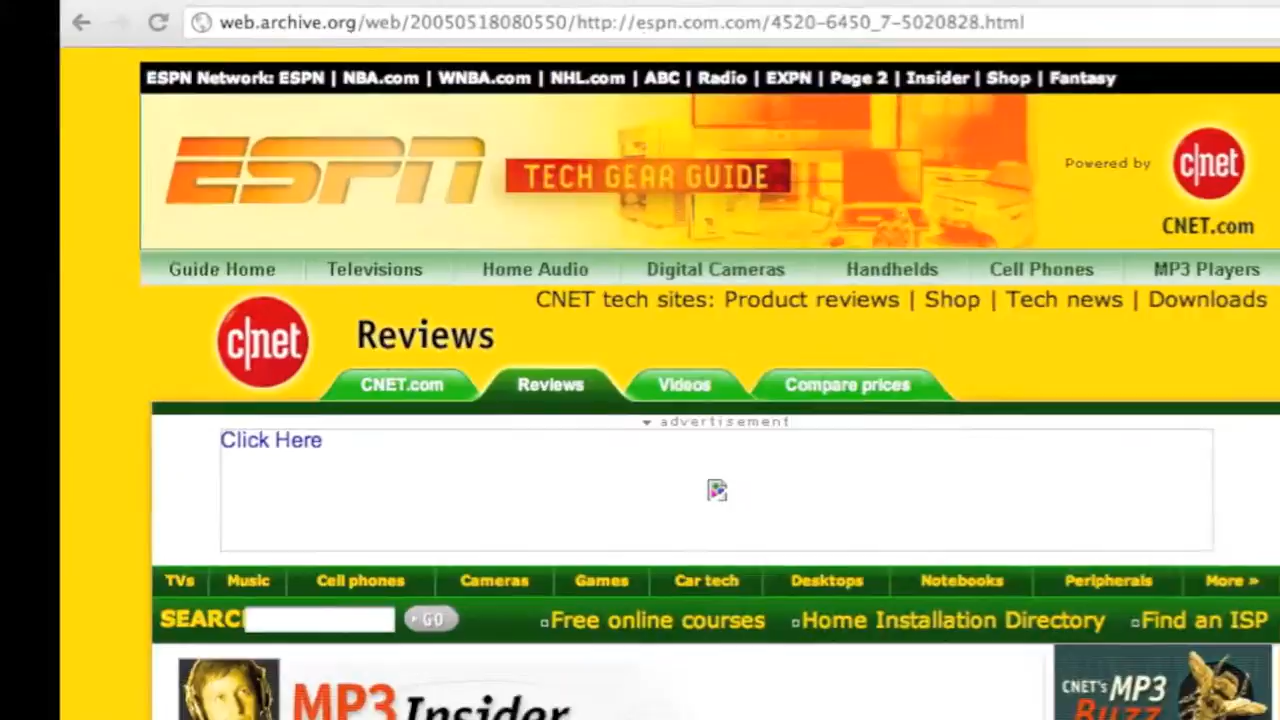 web.archive.org/web/20050518080550/http://espn.com.com/4520-6450_7-5020828.html
ESPN Network: ESPN | NBA.com | WNBA.com | NHL.com | ABC | Radio | EXPN | Page 2 | Insider | Shop | Fantasy
ESPN TECH GEAR GUIDE Powered by c|net
CNET.com
Guide Home Televisions Home Audio Digital Cameras Handhelds Cell Phones MP3 Players
CNET tech sites: Product reviews | Shop | Tech news | Downloads
c|net Reviews
CNET.com Reviews Videos Compare prices
advertisement
Click Here
TVs Music Cell phones Cameras Games Car tech Desktops Notebooks Peripherals More »
SEARC GO Free online courses Home Installation Directory Find an ISP
MP3 Insider
CNET's MP3
Buzz